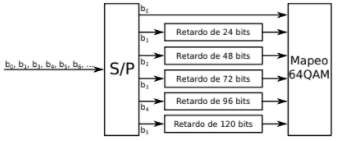 b₀
b₀, b₁, b₂, b₃, b₄, b₅, b₆, ...
S/P
b₁
Retardo de 24 bits
b₂
Retardo de 48 bits
b₃
Retardo de 72 bits
b₄
Retardo de 96 bits
b₅
Retardo de 120 bits
Mapeo
64QAM